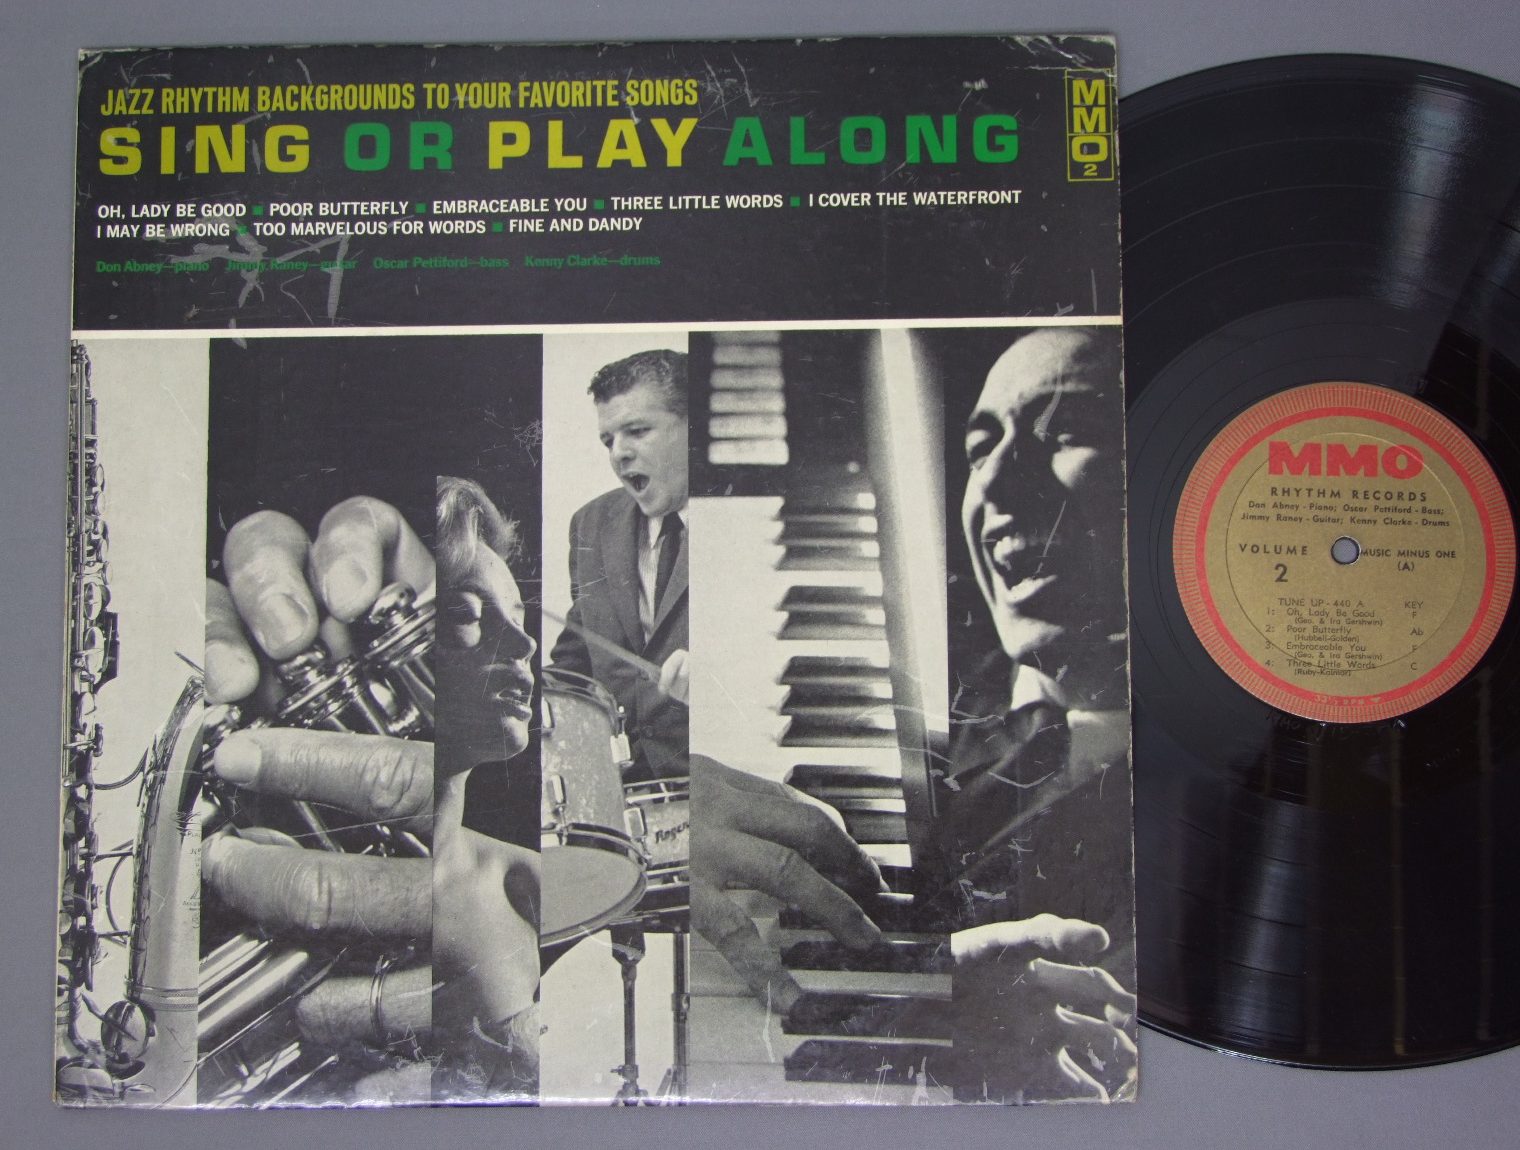 JAZZ RHYTHM BACKGROUNDS TO YOUR FAVORITE SONGS
SING OR PLAY ALONG
OH, LADY BE GOOD ▪ POOR BUTTERFLY ▪ EMBRACEABLE YOU ▪ THREE LITTLE WORDS ▪ I COVER THE WATERFRONT
I MAY BE WRONG ▪ TOO MARVELOUS FOR WORDS ▪ FINE AND DANDY
Don Abney—piano Jimmy Raney—guitar Oscar Pettiford—bass Kenny Clarke—drums
M
M
O
2
Rogers
MMO
RHYTHM RECORDS
Don Abney - Piano; Oscar Pettiford - Bass;
Jimmy Raney - Guitar; Kenny Clarke - Drums
VOLUME
2
MUSIC MINUS ONE
(A)
TUNE UP - 440 A KEY
1: Oh, Lady Be Good F
(Geo. & Ira Gershwin)
2: Poor Butterfly Ab
(Hubbell-Golden)
3: Embraceable You F
(Geo. & Ira Gershwin)
4: Three Little Words C
(Ruby-Kalmar)